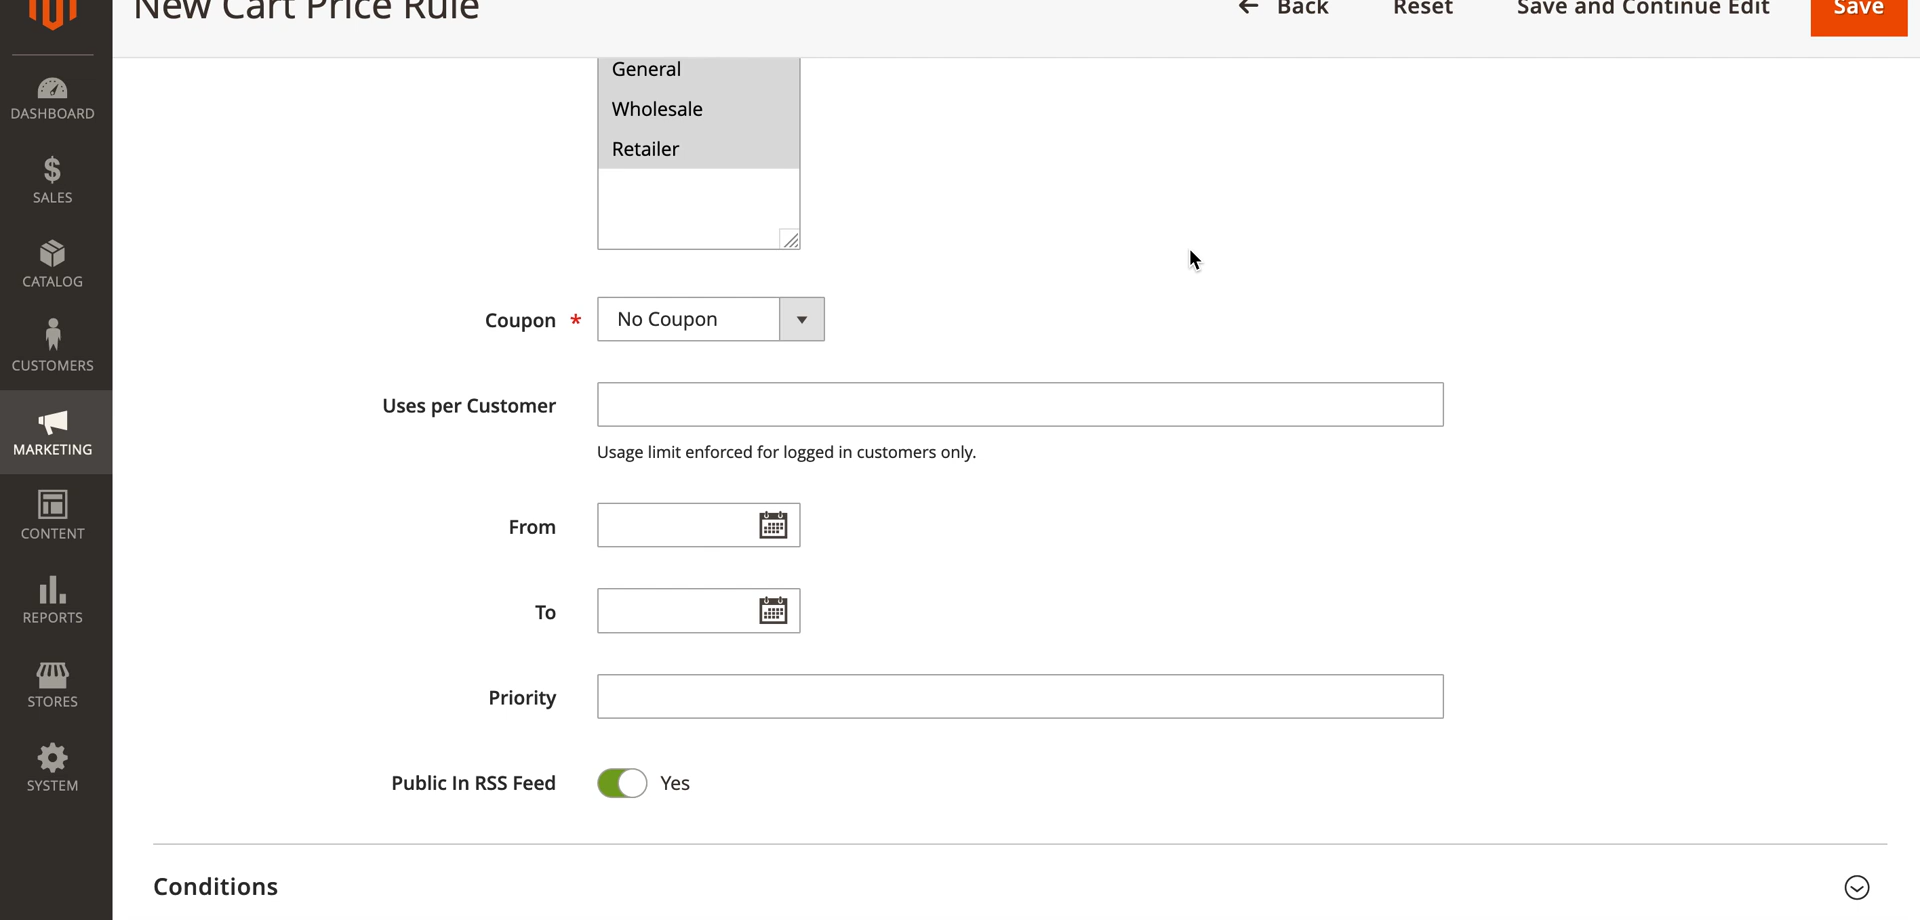 New Cart Price Rule
Back
Reset
Save and Continue Edit
Save
DASHBOARD
SALES
CATALOG
CUSTOMERS
MARKETING
CONTENT
REPORTS
STORES
SYSTEM
General
Wholesale
Retailer
Coupon *
No Coupon
Uses per Customer
Usage limit enforced for logged in customers only.
From
To
Priority
Public In RSS Feed
Yes
Conditions